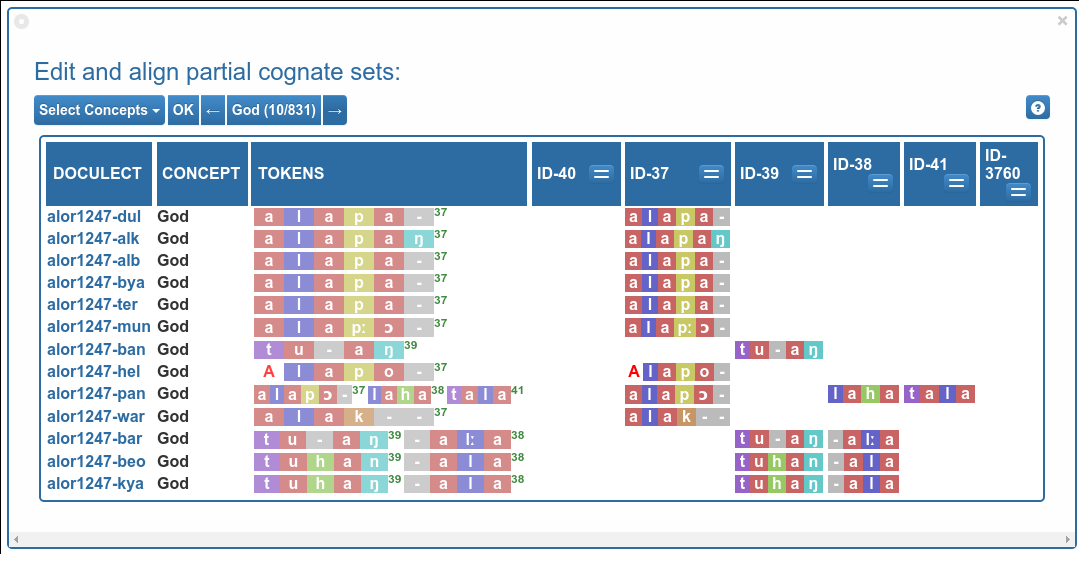 Edit and align partial cognate sets:
Select Concepts OK ← God (10/831) → ?
DOCULECT CONCEPT TOKENS ID-40 ID-37 ID-39 ID-38 ID-41 ID-3760
alor1247-dul God a l a p a - 37 a l a p a -
alor1247-alk God a l a p a ŋ 37 a l a p a ŋ
alor1247-alb God a l a p a - 37 a l a p a -
alor1247-bya God a l a p a - 37 a l a p a -
alor1247-ter God a l a p a - 37 a l a p a -
alor1247-mun God a l a pː ɔ - 37 a l a pː ɔ -
alor1247-ban God t u - a ŋ 39 t u - a ŋ
alor1247-hel God A l a p o - 37 A l a p o -
alor1247-pan God a l a p ɔ - 37 l a h a 38 t a l a 41 a l a p ɔ - l a h a t a l a
alor1247-war God a l a k - - 37 a l a k - -
alor1247-bar God t u - a ŋ 39 - a lː a 38 t u - a ŋ - a lː a
alor1247-beo God t u h a n 39 - a l a 38 t u h a n - a l a
alor1247-kya God t u h a ŋ 39 - a l a 38 t u h a ŋ - a l a